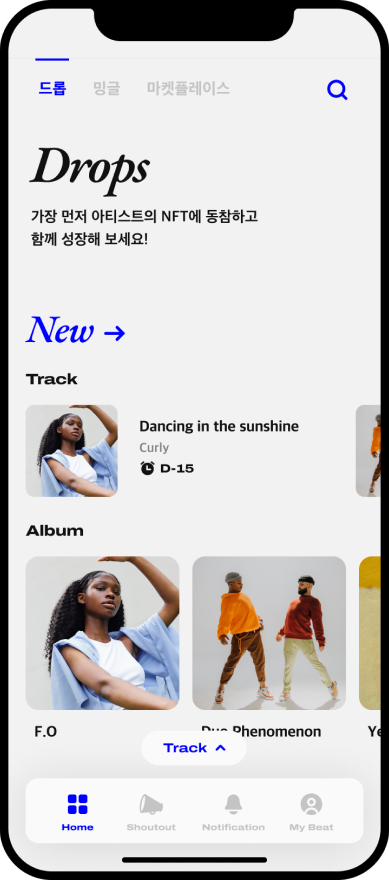 드롭 밍글 마켓플레이스
Drops
가장 먼저 아티스트의 NFT에 동참하고
함께 성장해 보세요!
New →
Track
Dancing in the sunshine
Curly
D-15
Album
F.O
Duo Phenomenon
Ye
Track
Home Shoutout Notification My Beat